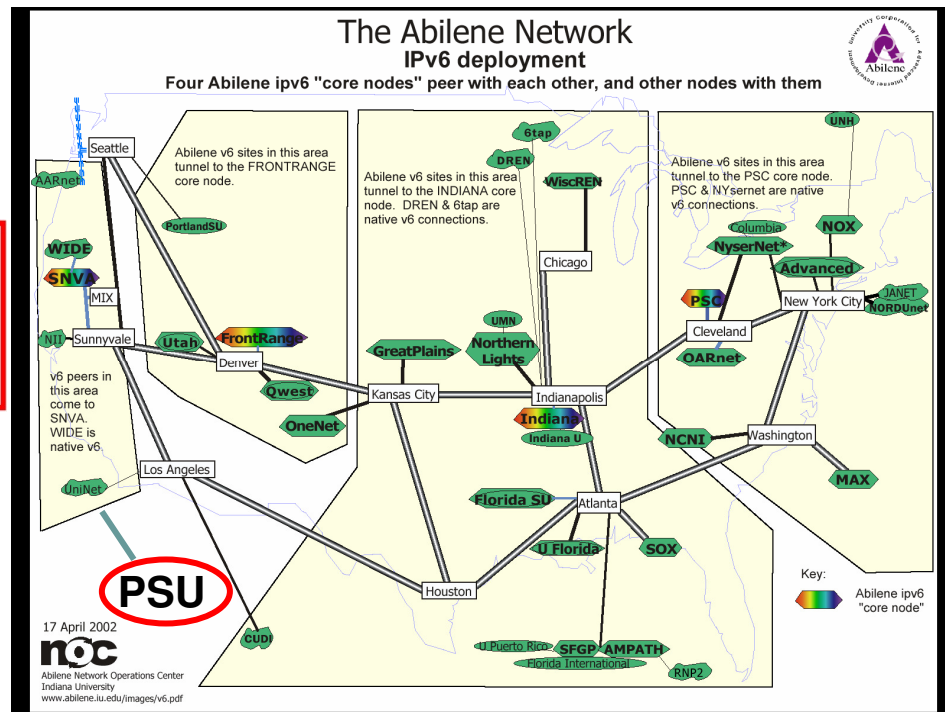 The Abilene Network
IPv6 deployment
Four Abilene ipv6 "core nodes" peer with each other, and other nodes with them
University Corporation for Advanced Internet Development
Abilene
Seattle
AARnet
Abilene v6 sites in this area
tunnel to the FRONTRANGE
core node.
PortlandSU
WIDE
SNVA
MIX
NII
Sunnyvale
Utah
FrontRange
Denver
Qwest
OneNet
v6 peers in
this area
come to
SNVA.
WIDE is
native v6.
Los Angeles
UniNet
6tap
DREN
WiscREN
Abilene v6 sites in this area
tunnel to the INDIANA core
node. DREN & 6tap are
native v6 connections.
Chicago
UMN
Northern
Lights
GreatPlains
Kansas City
Indianapolis
Indiana
Indiana U
UNH
Abilene v6 sites in this area
tunnel to the PSC core node.
PSC & NYsernet are native
v6 connections.
Columbia
NyserNet*
NOX
Advanced
PSC
New York City
JANET
NORDUnet
Cleveland
OARnet
NCNI
Washington
MAX
Florida SU
Atlanta
U Florida
SOX
Houston
PSU
CUDI
U Puerto Rico
SFGP
AMPATH
Florida International
RNP2
Key:
Abilene ipv6
"core node"
17 April 2002
noc
Abilene Network Operations Center
Indiana University
www.abilene.iu.edu/images/v6.pdf